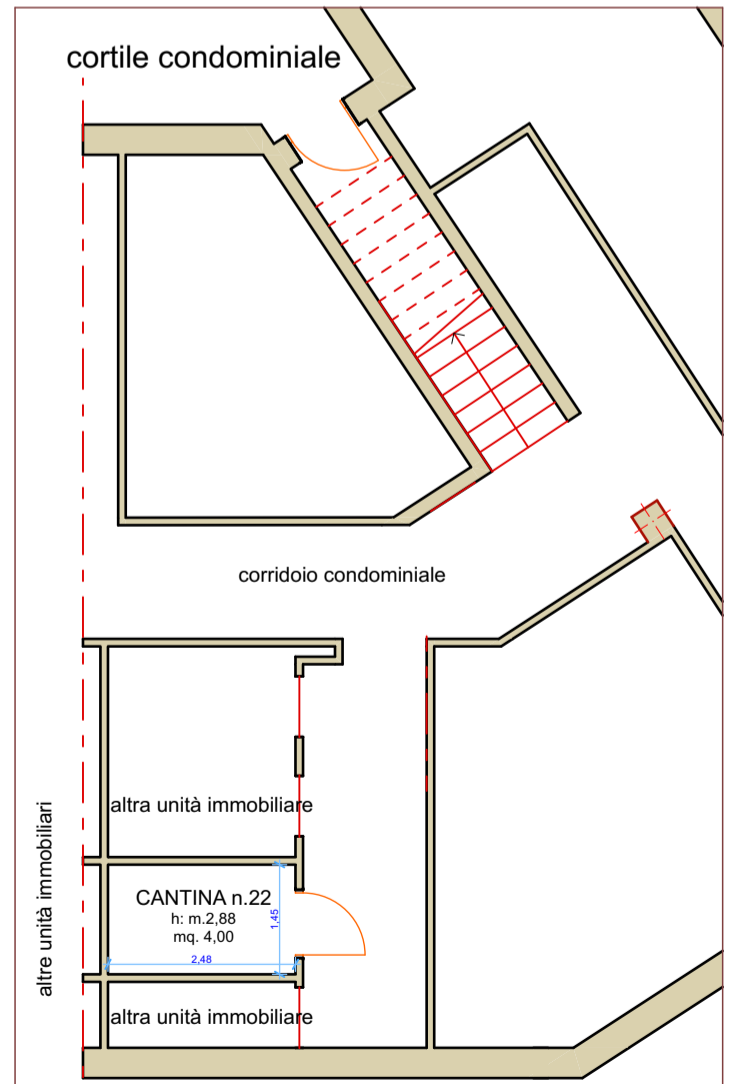 cortile condominiale
corridoio condominiale
altra unità immobiliare
altre unità immobiliari
CANTINA n.22
h: m.2,88
mq. 4,00
1,45
2,48
altra unità immobiliare